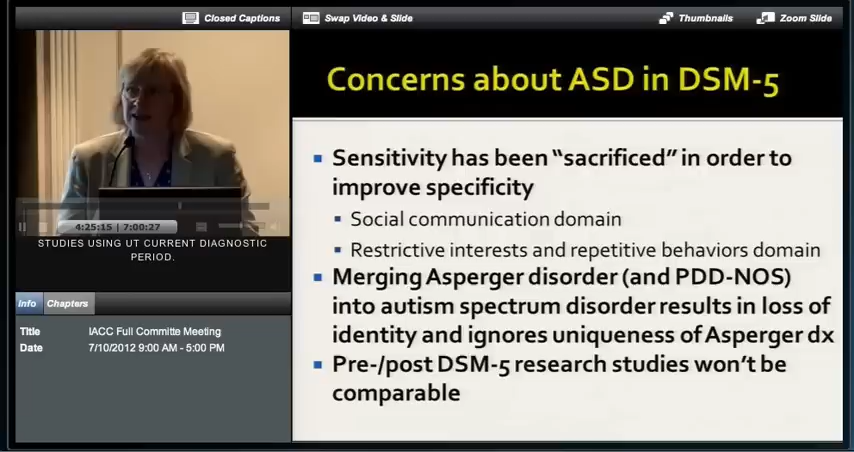 Closed Captions
Swap Video & Slide
Thumbnails
Zoom Slide
4:25:15 | 7:00:27
STUDIES USING UT CURRENT DIAGNOSTIC
PERIOD.
Info
Chapters
Title IACC Full Committe Meeting
Date 7/10/2012 9:00 AM - 5:00 PM
Concerns about ASD in DSM-5
Sensitivity has been “sacrificed” in order to
improve specificity
Social communication domain
Restrictive interests and repetitive behaviors domain
Merging Asperger disorder (and PDD-NOS)
into autism spectrum disorder results in loss of
identity and ignores uniqueness of Asperger dx
Pre-/post DSM-5 research studies won’t be
comparable